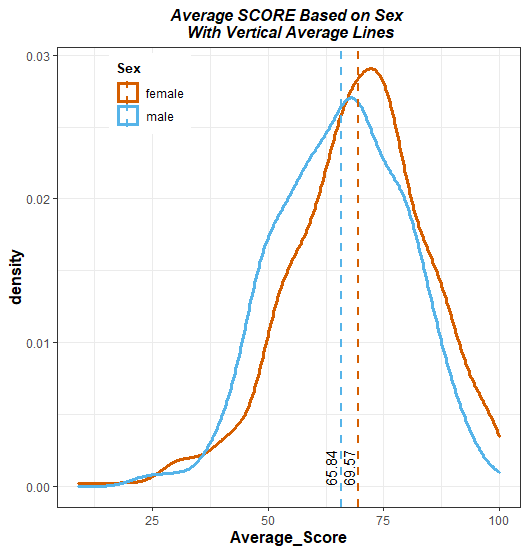 Average SCORE Based on Sex
With Vertical Average Lines
Sex
female
male
0.03
0.02
0.01
0.00
density
65.84
69.57
25
50
75
100
Average_Score